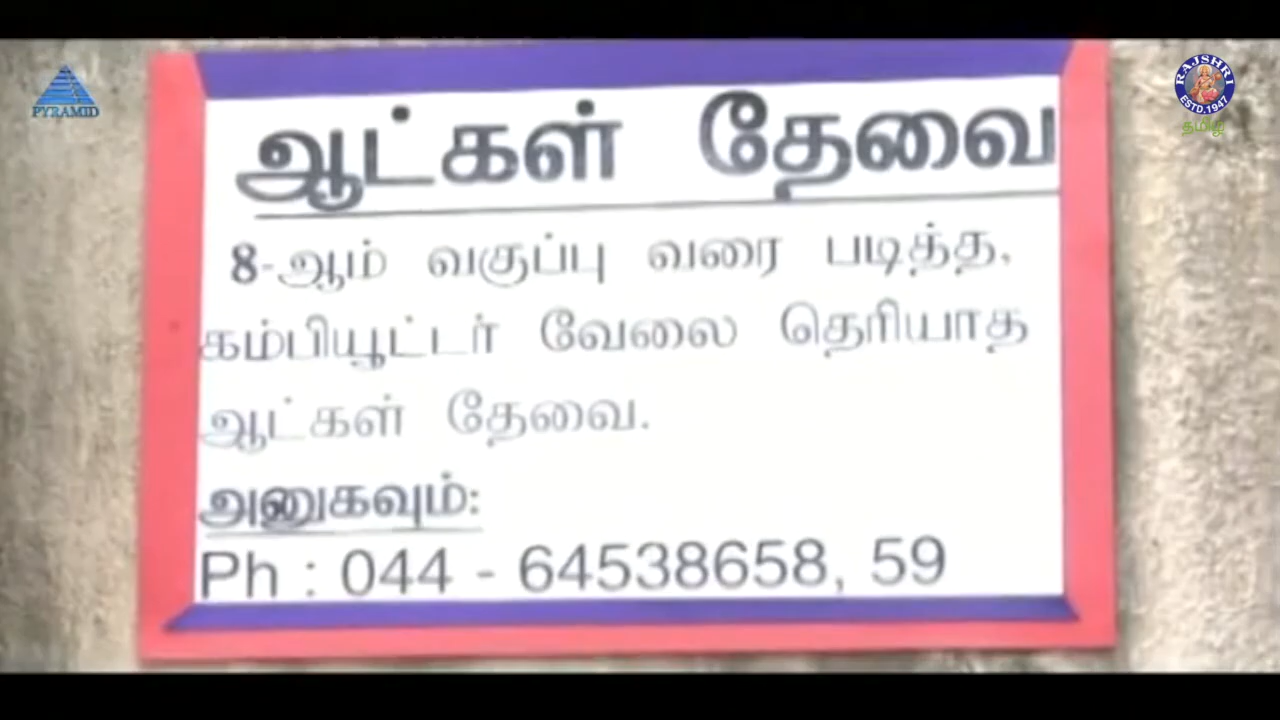 PYRAMID
RAJSHRI
ESTD.1947
தமிழ்
ஆட்கள் தேவை
8-ஆம் வகுப்பு வரை படித்த,
கம்பியூட்டர் வேலை தெரியாத
ஆட்கள் தேவை.
அனுகவும்:
Ph : 044 - 64538658, 59